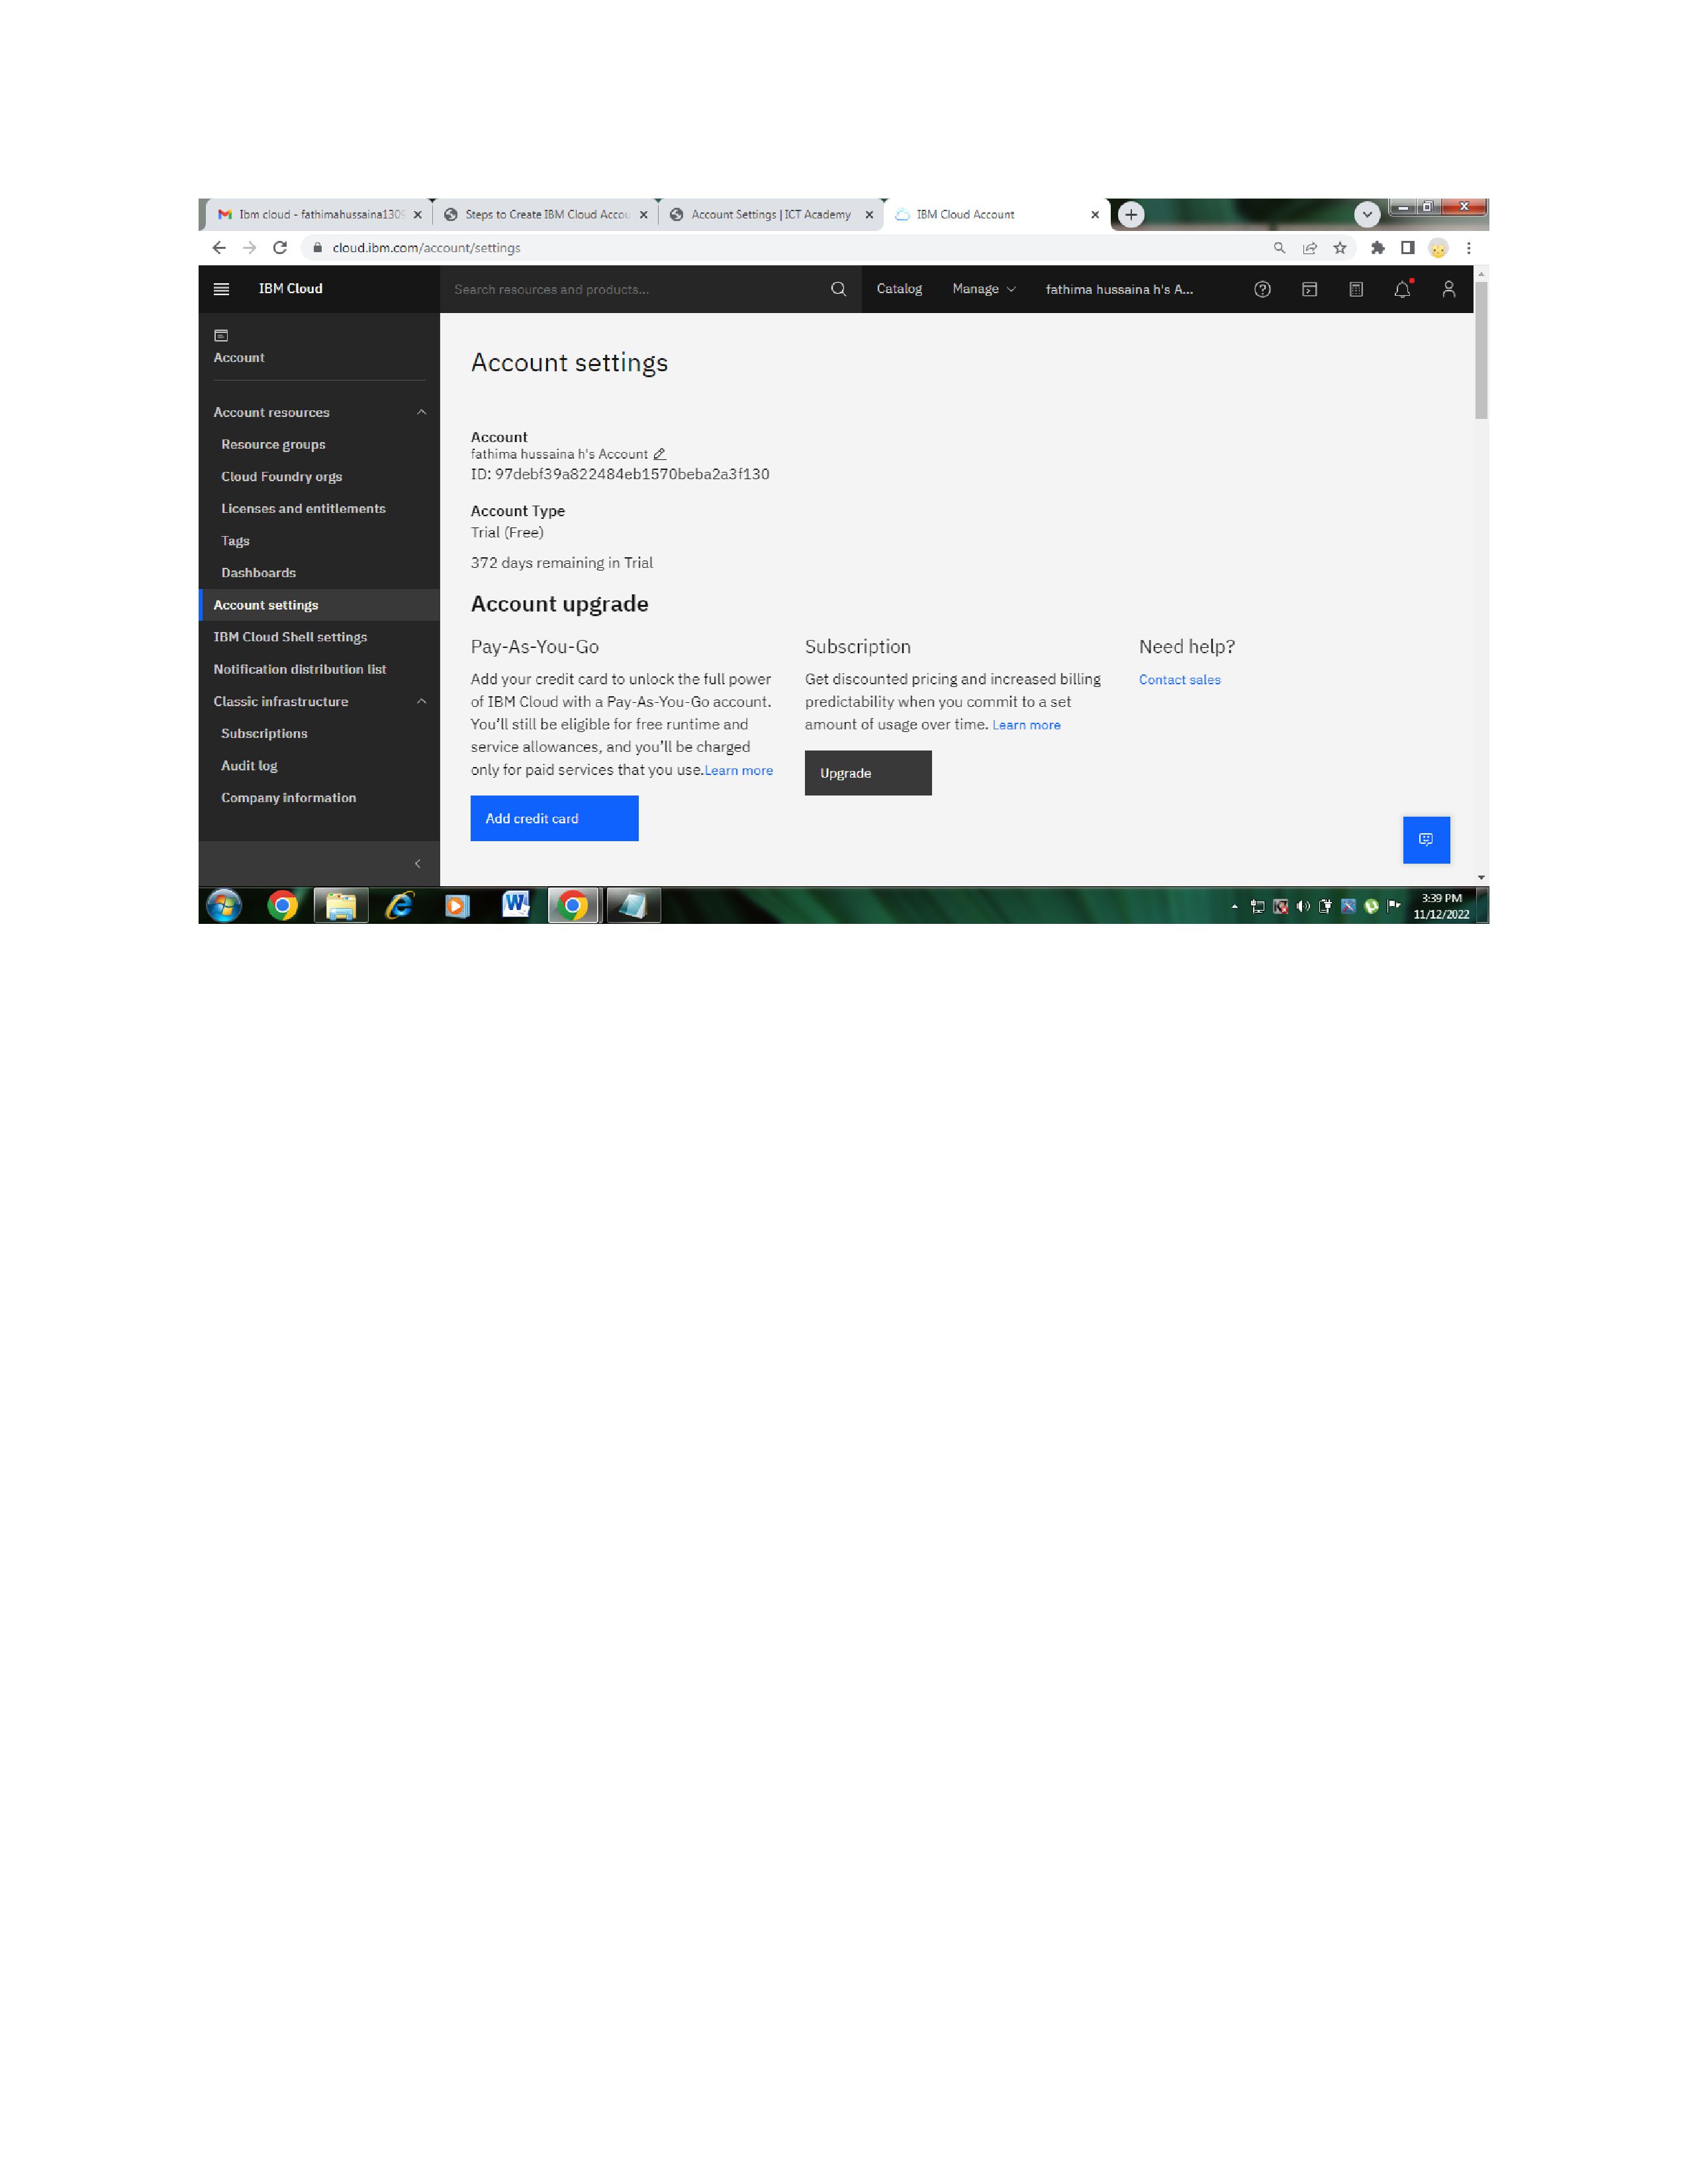 Ibm cloud - fathimahussaina1309
Steps to Create IBM Cloud Accou
Account Settings | ICT Academy
IBM Cloud Account
cloud.ibm.com/account/settings
IBM Cloud
Search resources and products...
Catalog
Manage
fathima hussaina h's A...
Account
Account resources
Resource groups
Cloud Foundry orgs
Licenses and entitlements
Tags
Dashboards
Account settings
IBM Cloud Shell settings
Notification distribution list
Classic infrastructure
Subscriptions
Audit log
Company information
Account settings
Account
fathima hussaina h's Account
ID: 97debf39a822484eb1570beba2a3f130
Account Type
Trial (Free)
372 days remaining in Trial
Account upgrade
Pay-As-You-Go
Add your credit card to unlock the full power
of IBM Cloud with a Pay-As-You-Go account.
You'll still be eligible for free runtime and
service allowances, and you'll be charged
only for paid services that you use.Learn more
Add credit card
Subscription
Get discounted pricing and increased billing
predictability when you commit to a set
amount of usage over time. Learn more
Upgrade
Need help?
Contact sales
3:39 PM
11/12/2022